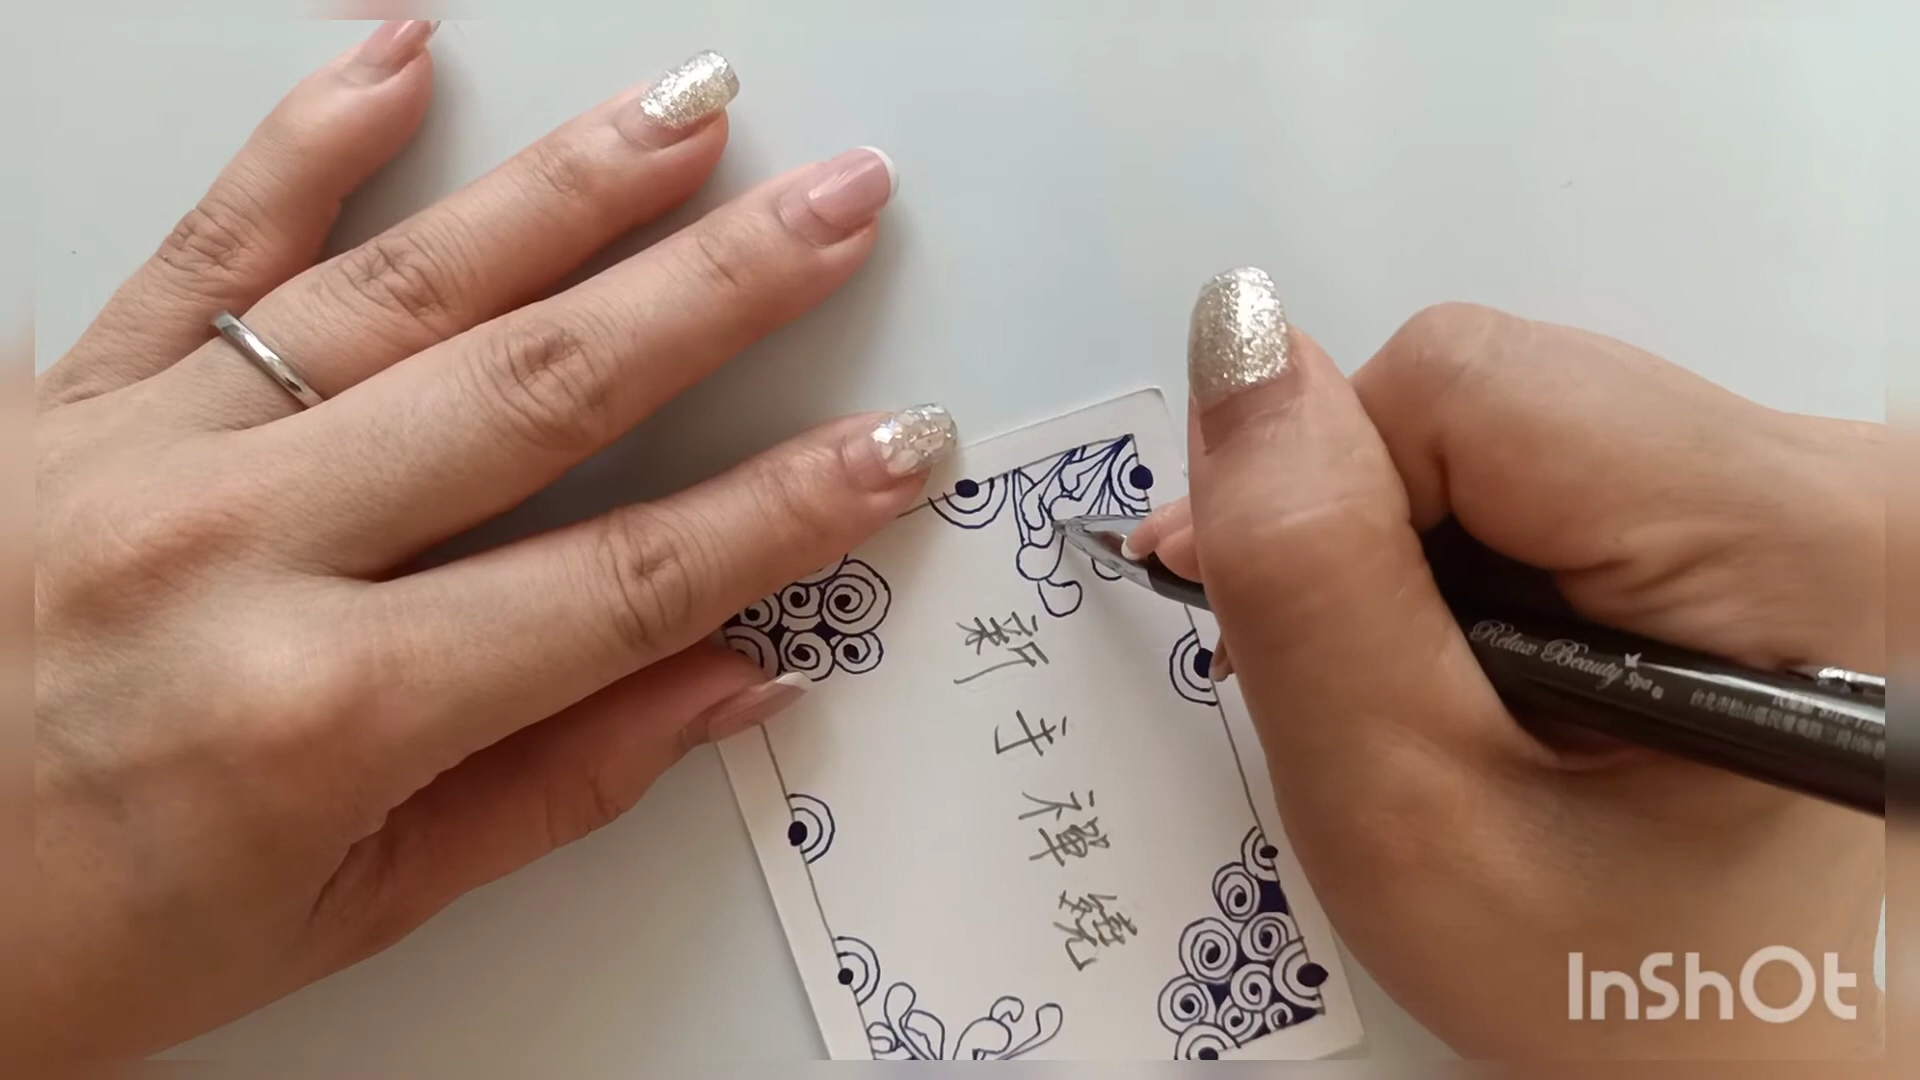 新手禪繞
Relax Beauty Spa
InShOt